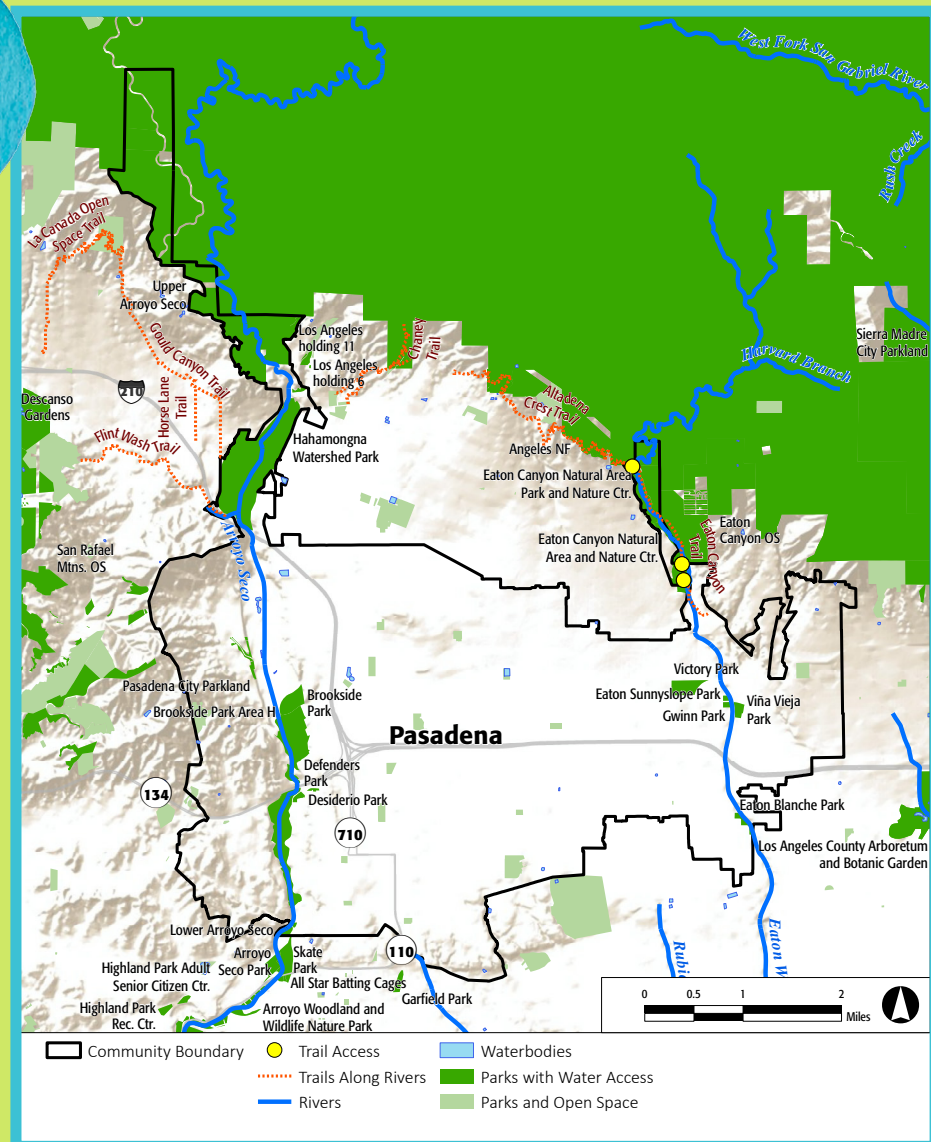 West Fork San Gabriel River
Rush Creek
La Canada Open
Space Trail
Upper
Arroyo Seco
Los Angeles
holding 11
Los Angeles
holding 6
Chaney
Trail
Sierra Madre
City Parkland
Gould Canyon Trail
Horse Lane
Trail
210
Descanso
Gardens
Flint Wash Trail
Harvard Branch
Altadena
Crest Trail
Hahamongna
Watershed Park
Angeles NF
Eaton Canyon Natural Area
Park and Nature Ctr.
Eaton Canyon Natural
Area and Nature Ctr.
Eaton Canyon
Trail
Eaton
Canyon OS
San Rafael
Mtns. OS
Arroyo Seco
Pasadena City Parkland
Brookside Park Area H
Brookside
Park
Victory Park
Eaton Sunnyslope Park
Gwinn Park
Viña Vieja
Park
Pasadena
Defenders
Park
Desiderio Park
134
710
Eaton Blanche Park
Los Angeles County Arboretum
and Botanic Garden
Lower Arroyo Seco
Arroyo
Seco Park
Skate
Park
110
Highland Park Adult
Senior Citizen Ctr.
All Star Batting Cages
Garfield Park
Highland Park
Rec. Ctr.
Arroyo Woodland and
Wildlife Nature Park
Rubi
Eaton W
0 0.5 1 2
Miles
Community Boundary
Trail Access
Waterbodies
Trails Along Rivers
Parks with Water Access
Rivers
Parks and Open Space